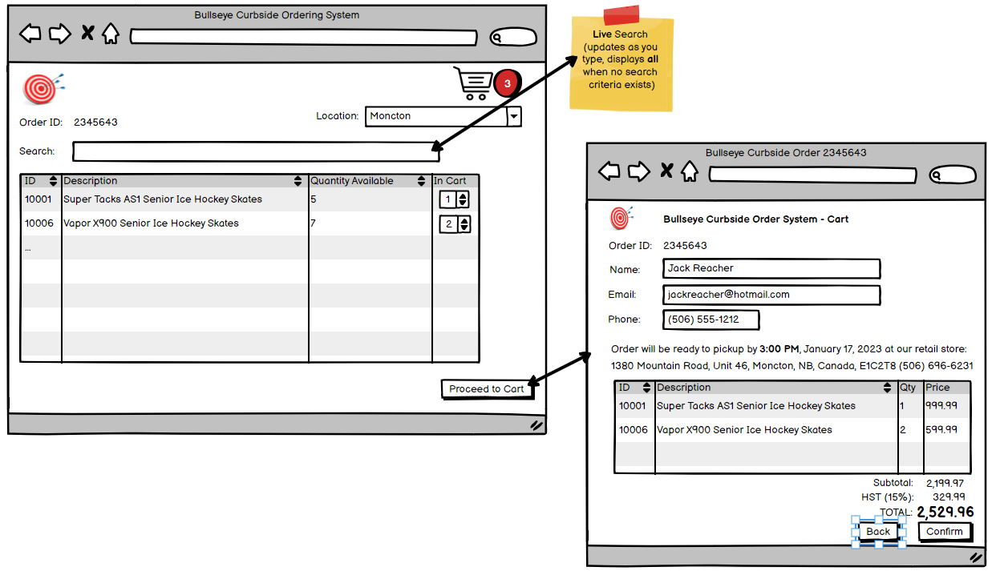 Bullseye Curbside Ordering System
3
Location: Moncton
Order ID: 2345643
Search:
ID Description Quantity Available In Cart
10001 Super Tacks AS1 Senior Ice Hockey Skates 5 1
10006 Vapor X900 Senior Ice Hockey Skates 7 2
...
Proceed to Cart
Live Search
(updates as you
type, displays all
when no search
criteria exists)
Bullseye Curbside Order 2345643
Bullseye Curbside Order System - Cart
Order ID: 2345643
Name: Jack Reacher
Email: jackreacher@hotmail.com
Phone: (506) 555-1212
Order will be ready to pickup by 3:00 PM, January 17, 2023 at our retail store:
1380 Mountain Road, Unit 46, Moncton, NB, Canada, E1C2T8 (506) 696-6231
ID Description Qty Price
10001 Super Tacks AS1 Senior Ice Hockey Skates 1 999.99
10006 Vapor X900 Senior Ice Hockey Skates 2 599.99
Subtotal: 2,199.97
HST (15%): 329.99
TOTAL: 2,529.96
Back Confirm